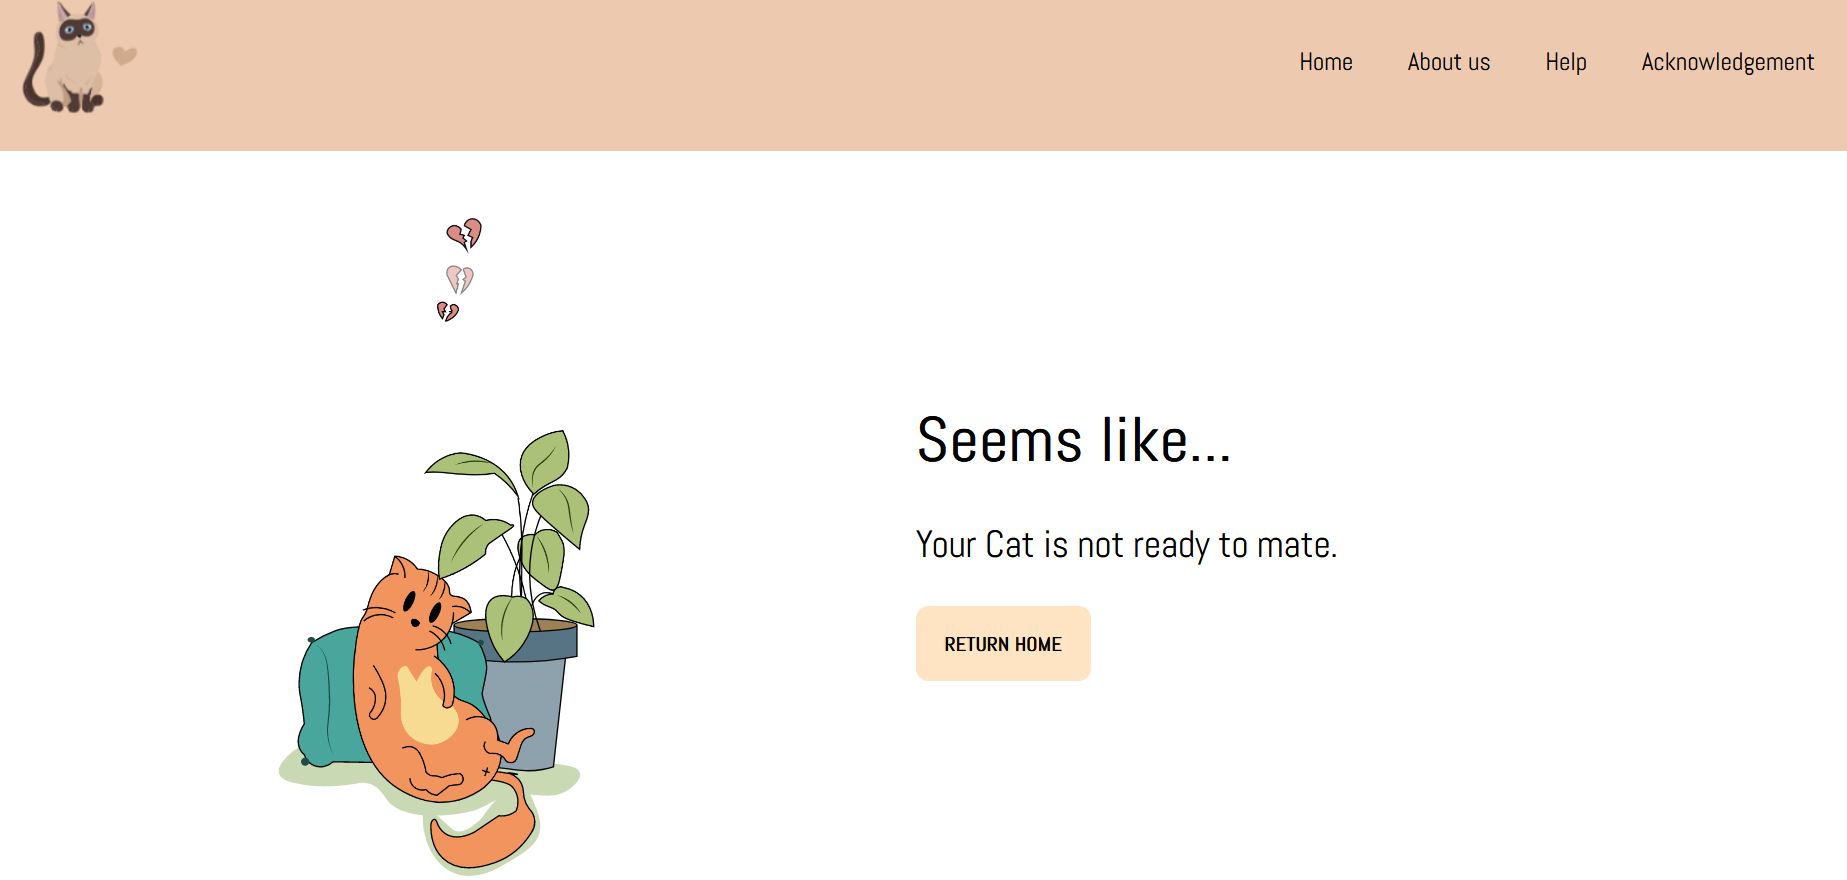 Home About us Help Acknowledgement
Seems like...
Your Cat is not ready to mate.
RETURN HOME